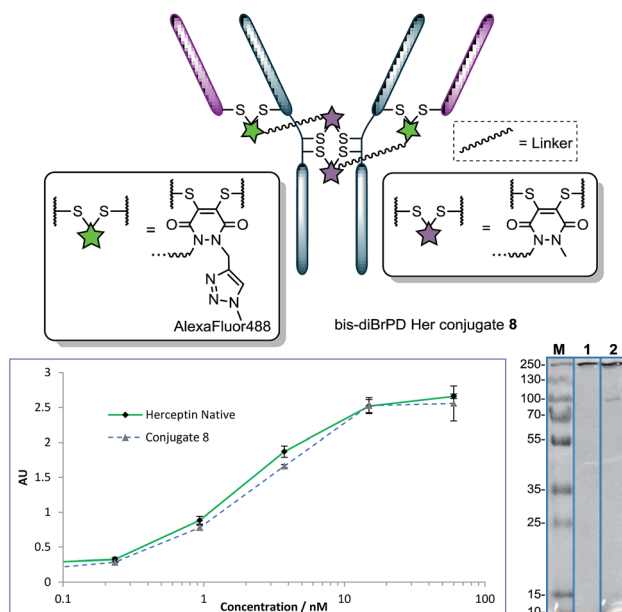 S S
S S
S S
S S
= Linker
S S = S S
O N N O
N
N N
AlexaFluor488
S S = S S
O N N O
bis-diBrPD Her conjugate 8
3
2.5
2
1.5
1
0.5
0
AU
Herceptin Native
Conjugate 8
0.1 1 10 100
Concentration / nM
M 1 2
250-
130-
100-
70-
55-
35-
25-
15-
10